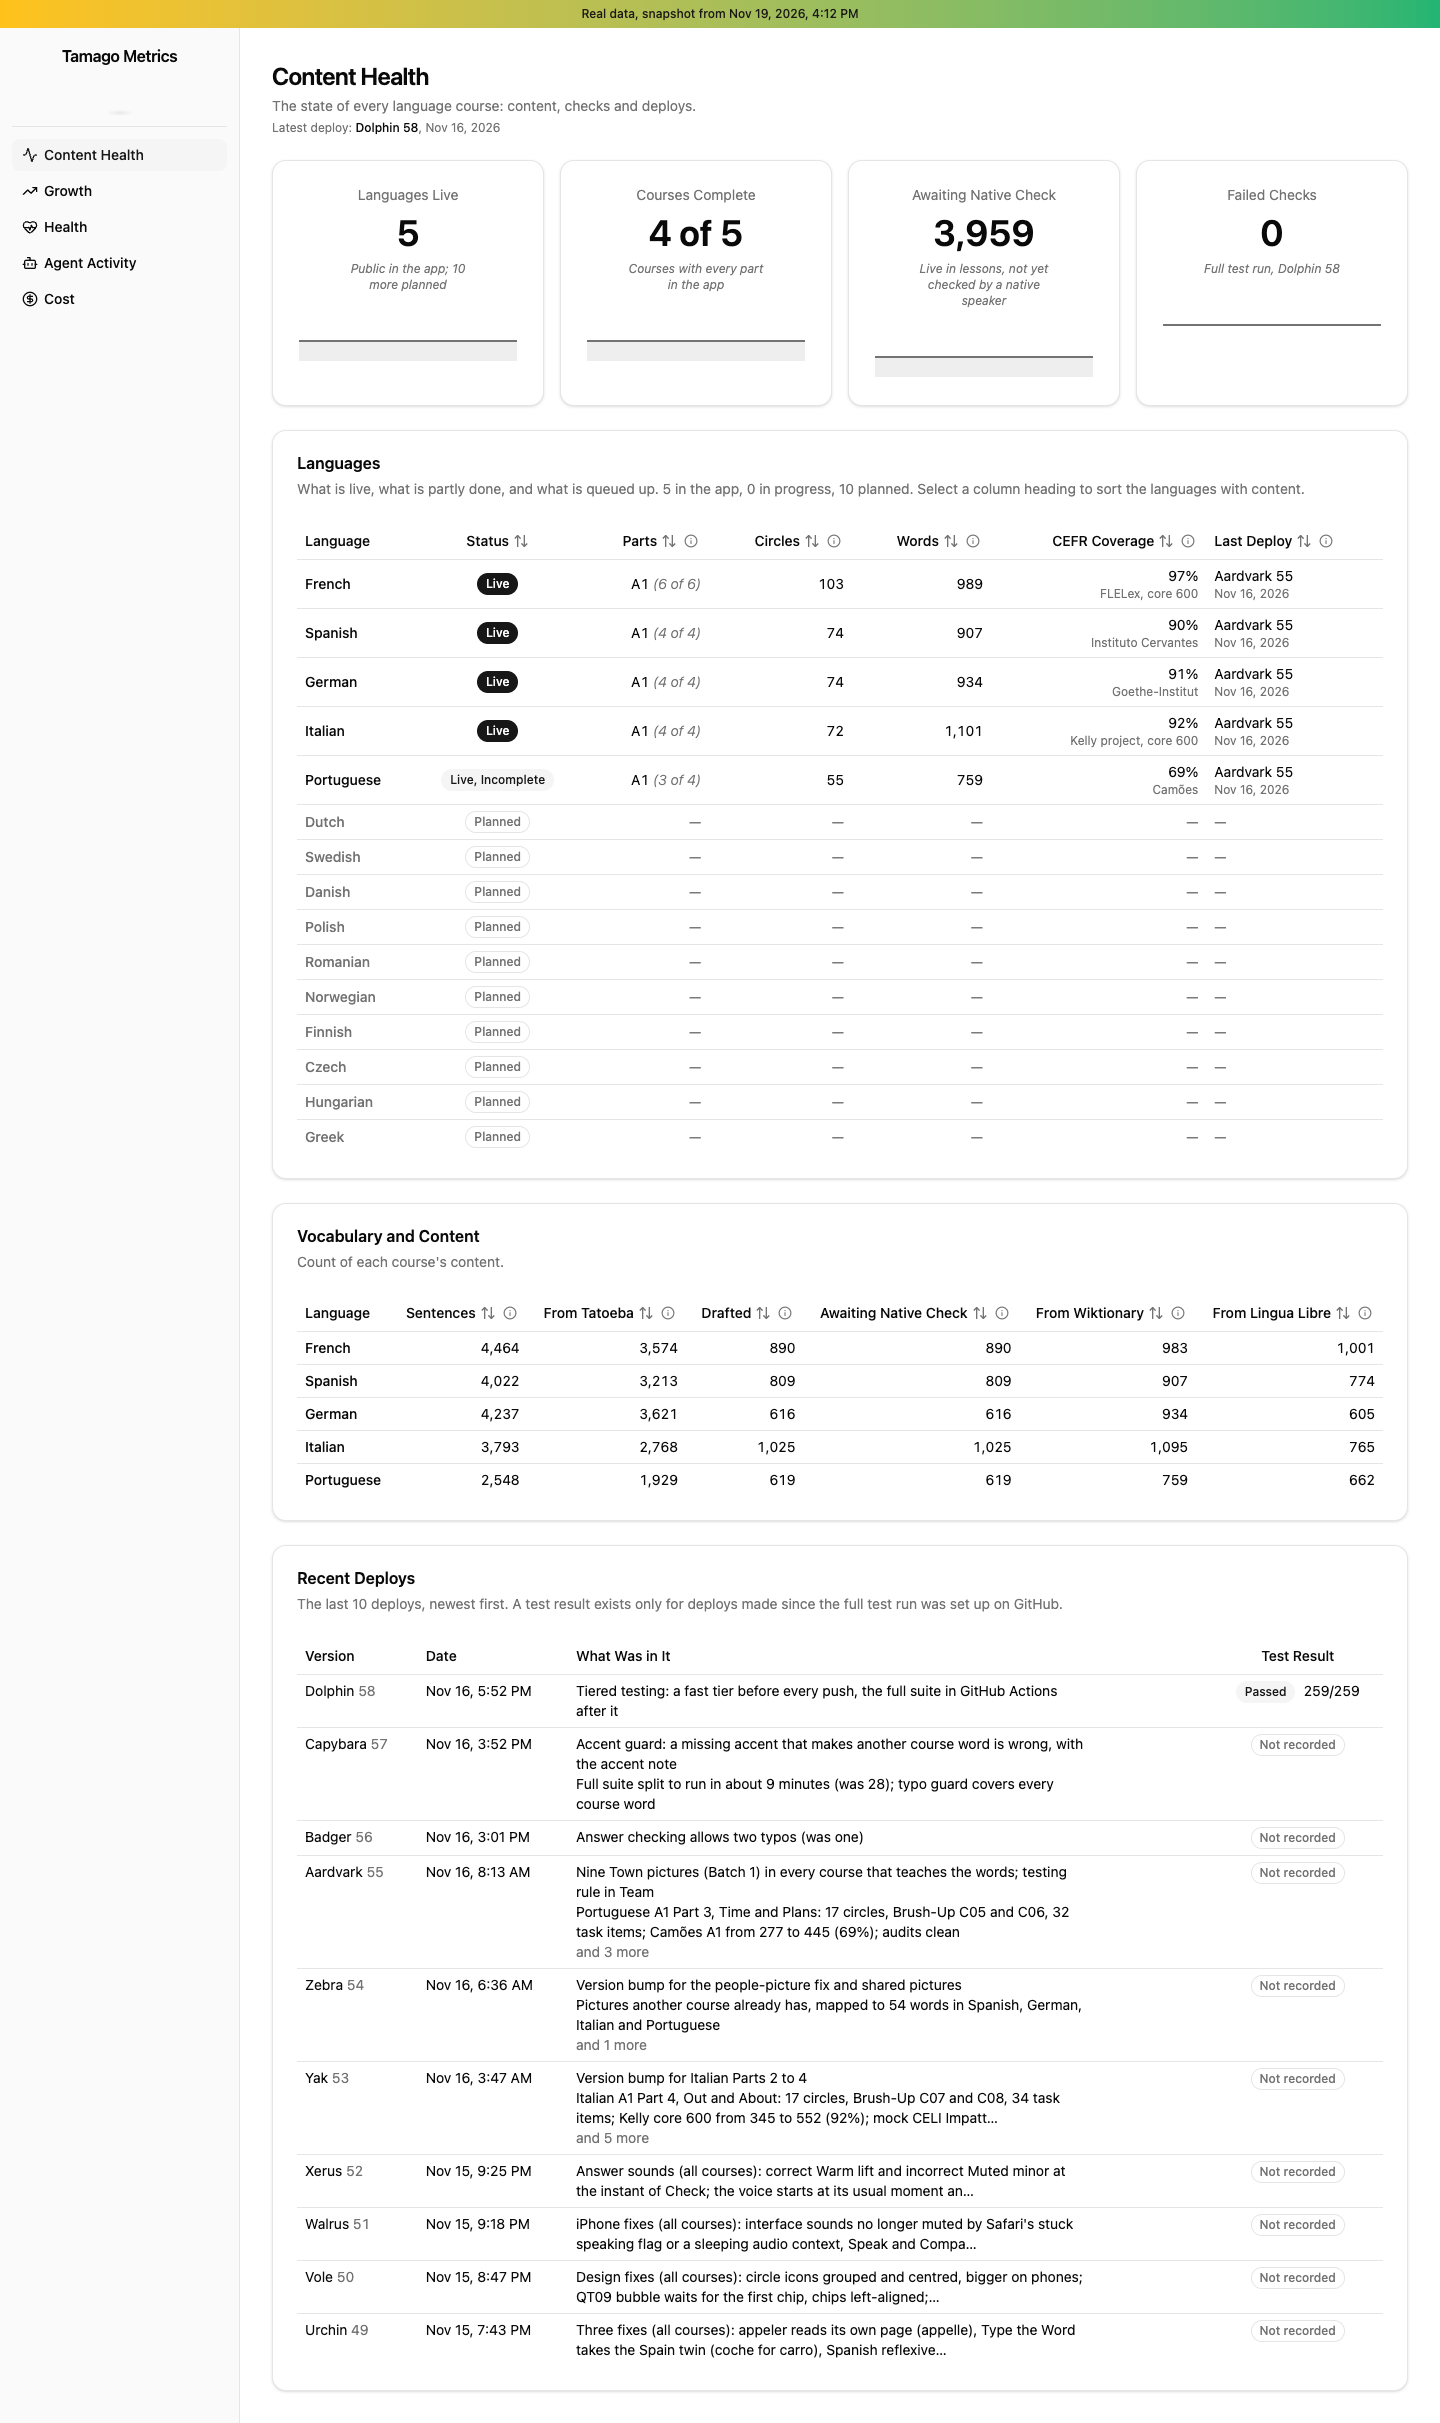 Real data, snapshot from Nov 19, 2026, 4:12 PM
Tamago Metrics
Content Health
Growth
Health
Agent Activity
Cost
Content Health
The state of every language course: content, checks and deploys.
Latest deploy: Dolphin 58, Nov 16, 2026
Languages Live
5
Public in the app; 10
more planned
Courses Complete
4 of 5
Courses with every part
in the app
Awaiting Native Check
3,959
Live in lessons, not yet
checked by a native
speaker
Failed Checks
0
Full test run, Dolphin 58
Languages
What is live, what is partly done, and what is queued up. 5 in the app, 0 in progress, 10 planned. Select a column heading to sort the languages with content.
Language Status Parts Circles Words CEFR Coverage Last Deploy
French Live A1 (6 of 6) 103 989 97% Aardvark 55
FLELex, core 600 Nov 16, 2026
Spanish Live A1 (4 of 4) 74 907 90% Aardvark 55
Instituto Cervantes Nov 16, 2026
German Live A1 (4 of 4) 74 934 91% Aardvark 55
Goethe-Institut Nov 16, 2026
Italian Live A1 (4 of 4) 72 1,101 92% Aardvark 55
Kelly project, core 600 Nov 16, 2026
Portuguese Live, Incomplete A1 (3 of 4) 55 759 69% Aardvark 55
Camões Nov 16, 2026
Dutch Planned — — — — —
Swedish Planned — — — — —
Danish Planned — — — — —
Polish Planned — — — — —
Romanian Planned — — — — —
Norwegian Planned — — — — —
Finnish Planned — — — — —
Czech Planned — — — — —
Hungarian Planned — — — — —
Greek Planned — — — — —
Vocabulary and Content
Count of each course's content.
Language Sentences From Tatoeba Drafted Awaiting Native Check From Wiktionary From Lingua Libre
French 4,464 3,574 890 890 983 1,001
Spanish 4,022 3,213 809 809 907 774
German 4,237 3,621 616 616 934 605
Italian 3,793 2,768 1,025 1,025 1,095 765
Portuguese 2,548 1,929 619 619 759 662
Recent Deploys
The last 10 deploys, newest first. A test result exists only for deploys made since the full test run was set up on GitHub.
Version Date What Was in It Test Result
Dolphin 58 Nov 16, 5:52 PM Tiered testing: a fast tier before every push, the full suite in GitHub Actions Passed 259/259
after it
Capybara 57 Nov 16, 3:52 PM Accent guard: a missing accent that makes another course word is wrong, with Not recorded
the accent note
Full suite split to run in about 9 minutes (was 28); typo guard covers every
course word
Badger 56 Nov 16, 3:01 PM Answer checking allows two typos (was one) Not recorded
Aardvark 55 Nov 16, 8:13 AM Nine Town pictures (Batch 1) in every course that teaches the words; testing Not recorded
rule in Team
Portuguese A1 Part 3, Time and Plans: 17 circles, Brush-Up C05 and C06, 32
task items; Camões A1 from 277 to 445 (69%); audits clean
and 3 more
Zebra 54 Nov 16, 6:36 AM Version bump for the people-picture fix and shared pictures Not recorded
Pictures another course already has, mapped to 54 words in Spanish, German,
Italian and Portuguese
and 1 more
Yak 53 Nov 16, 3:47 AM Version bump for Italian Parts 2 to 4 Not recorded
Italian A1 Part 4, Out and About: 17 circles, Brush-Up C07 and C08, 34 task
items; Kelly core 600 from 345 to 552 (92%); mock CELI Impatt...
and 5 more
Xerus 52 Nov 15, 9:25 PM Answer sounds (all courses): correct Warm lift and incorrect Muted minor at Not recorded
the instant of Check; the voice starts at its usual moment an...
Walrus 51 Nov 15, 9:18 PM iPhone fixes (all courses): interface sounds no longer muted by Safari's stuck Not recorded
speaking flag or a sleeping audio context, Speak and Compa...
Vole 50 Nov 15, 8:47 PM Design fixes (all courses): circle icons grouped and centred, bigger on phones; Not recorded
QT09 bubble waits for the first chip, chips left-aligned;...
Urchin 49 Nov 15, 7:43 PM Three fixes (all courses): appeler reads its own page (appelle), Type the Word Not recorded
takes the Spain twin (coche for carro), Spanish reflexive...